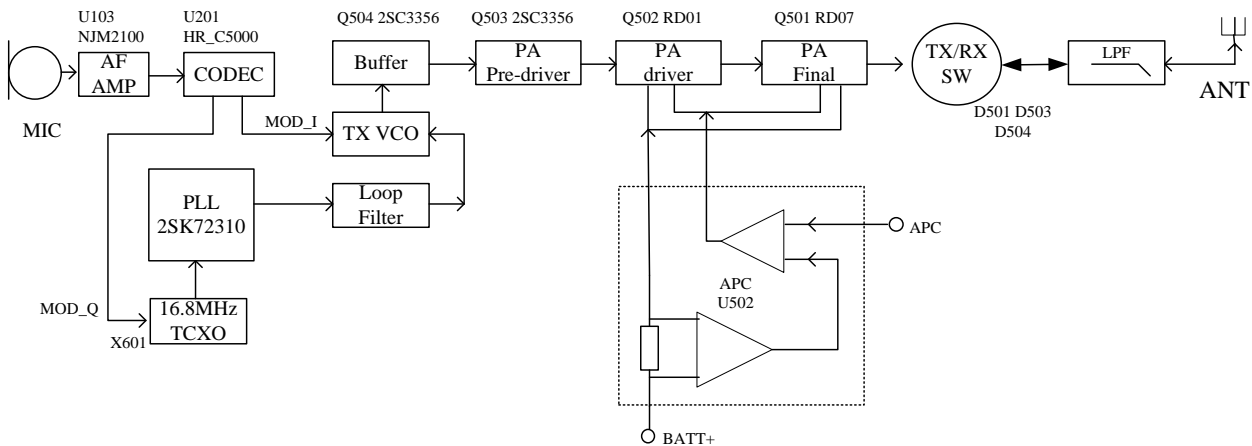 U103
NJM2100
U201
HR_C5000
Q504 2SC3356
Q503 2SC3356
Q502 RD01
Q501 RD07
AF
AMP
CODEC
Buffer
PA
Pre-driver
PA
driver
PA
Final
TX/RX
SW
LPF
ANT
MIC
MOD_I
TX VCO
D501 D503
D504
PLL
2SK72310
Loop
Filter
APC
APC
U502
MOD_Q
16.8MHz
TCXO
X601
BATT+